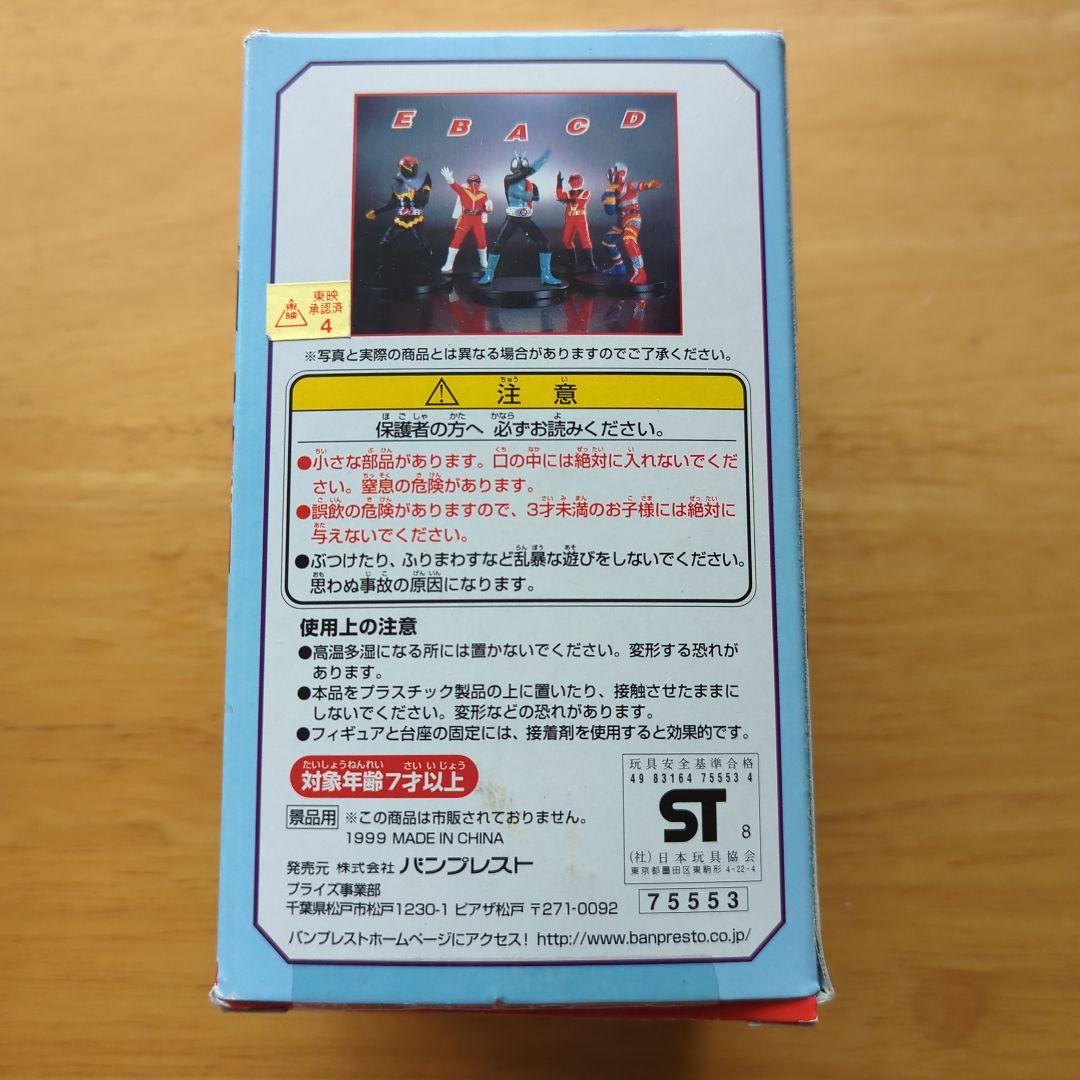 E B A C D
東映
東映
承認済
4
※写真と実際の商品とは異なる場合がありますのでご了承ください。
注意
保護者の方へ 必ずお読みください。
●小さな部品があります。口の中には絶対に入れないでくだ
さい。窒息の危険があります。
●誤飲の危険がありますので、3才未満のお子様には絶対に
与えないでください。
●ぶつけたり、ふりまわすなど乱暴な遊びをしないでください。
思わぬ事故の原因になります。
使用上の注意
●高温多湿になる所には置かないでください。変形する恐れが
あります。
●本品をプラスチック製品の上に置いたり、接触させたままに
しないでください。変形などの恐れがあります。
●フィギュアと台座の固定には、接着剤を使用すると効果的です。
対象年齢7才以上
景品用 ※この商品は市販されておりません。
1999 MADE IN CHINA
発売元 株式会社 バンプレスト
プライズ事業部
千葉県松戸市松戸1230-1 ピアザ松戸 〒271-0092
バンプレストホームページにアクセス! http://www.banpresto.co.jp/
玩具安全基準合格
49 83164 75553 4
ST 8
(社)日本玩具協会
東京都墨田区東駒形 4-22-4
75553